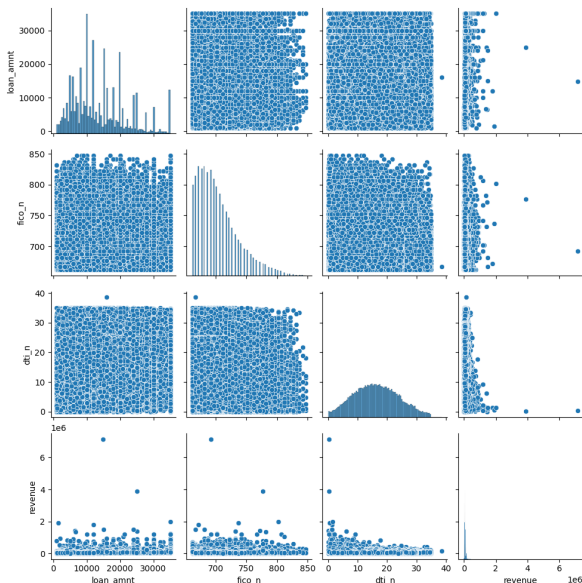 30000
20000
10000
0
loan_amnt
850
800
750
700
fico_n
40
30
20
10
0
dti_n
1e6
6
4
2
0
revenue
0 10000 20000 30000
loan_amnt
700 750 800 850
fico_n
0 10 20 30 40
dti_n
0 2 4 6
revenue 1e6